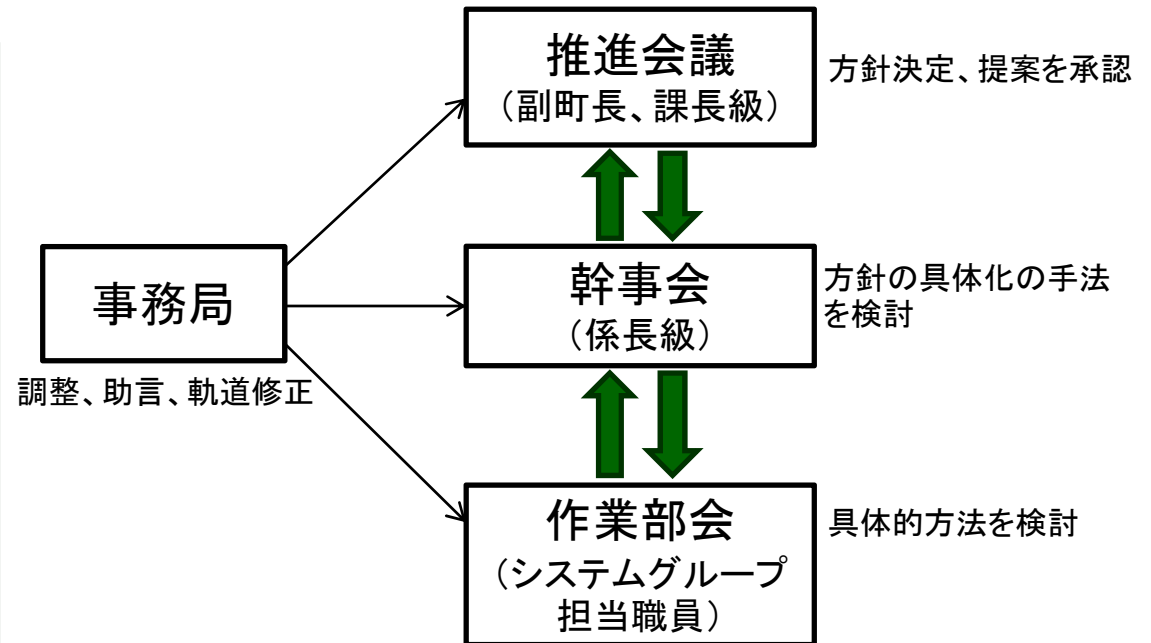 推進会議
（副町長、課長級）
方針決定、提案を承認
事務局
調整、助言、軌道修正
幹事会
（係長級）
方針の具体化の手法
を検討
作業部会
（システムグループ
担当職員）
具体的方法を検討